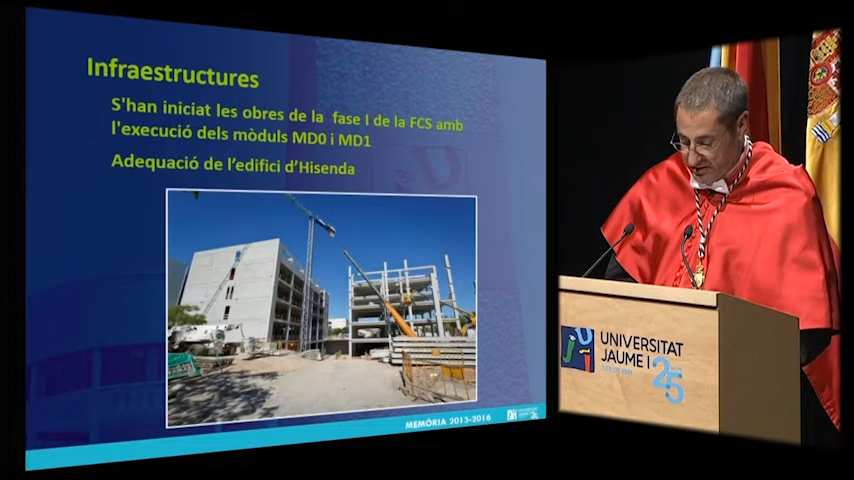 Infraestructures
S'han iniciat les obres de la fase I de la FCS amb
l'execució dels mòduls MD0 i MD1
Adequació de l'edifici d'Hisenda
MEMÒRIA 2015-2016
UNIVERSITAT
JAUME I
25